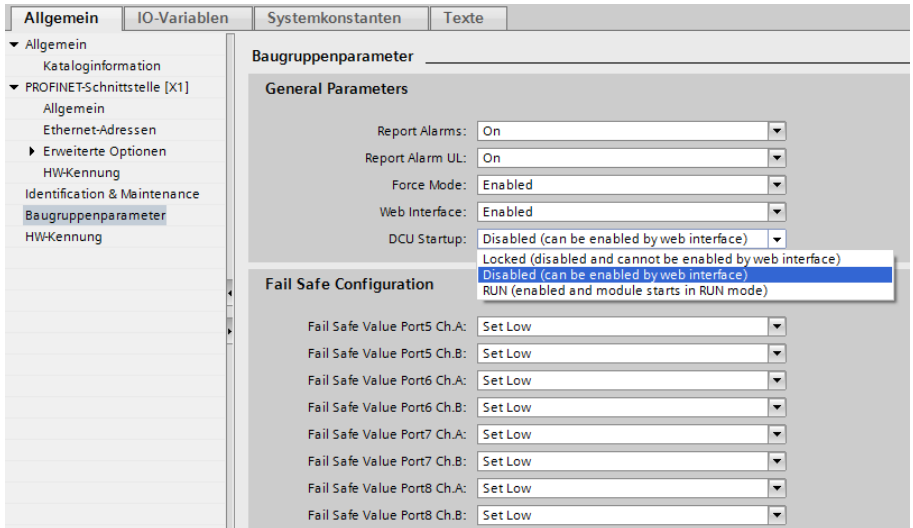 Allgemein IO-Variablen Systemkonstanten Texte
Allgemein
Kataloginformation
PROFINET-Schnittstelle [X1]
Allgemein
Ethernet-Adressen
Erweiterte Optionen
HW-Kennung
Identification & Maintenance
Baugruppenparameter
HW-Kennung
Baugruppenparameter
General Parameters
Report Alarms: On
Report Alarm UL: On
Force Mode: Enabled
Web Interface: Enabled
DCU Startup: Disabled (can be enabled by web interface)
Locked (disabled and cannot be enabled by web interface)
Disabled (can be enabled by web interface)
RUN (enabled and module starts in RUN mode)
Fail Safe Configuration
Fail Safe Value Port5 Ch.A: Set Low
Fail Safe Value Port5 Ch.B: Set Low
Fail Safe Value Port6 Ch.A: Set Low
Fail Safe Value Port6 Ch.B: Set Low
Fail Safe Value Port7 Ch.A: Set Low
Fail Safe Value Port7 Ch.B: Set Low
Fail Safe Value Port8 Ch.A: Set Low
Fail Safe Value Port8 Ch.B: Set Low